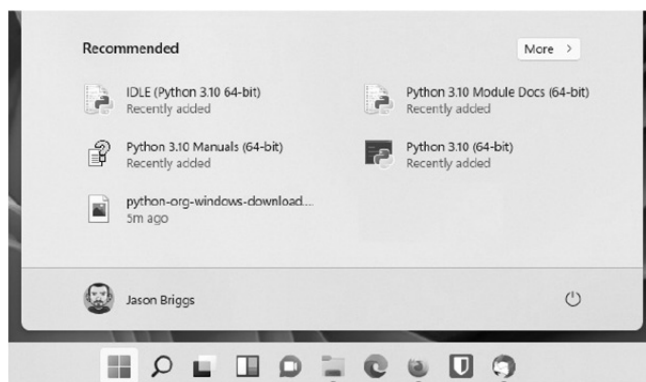 Recommended
More >
IDLE (Python 3.10 64-bit)
Recently added
Python 3.10 Module Docs (64-bit)
Recently added
Python 3.10 Manuals (64-bit)
Recently added
Python 3.10 (64-bit)
Recently added
python-org-windows-download....
5m ago
Jason Briggs